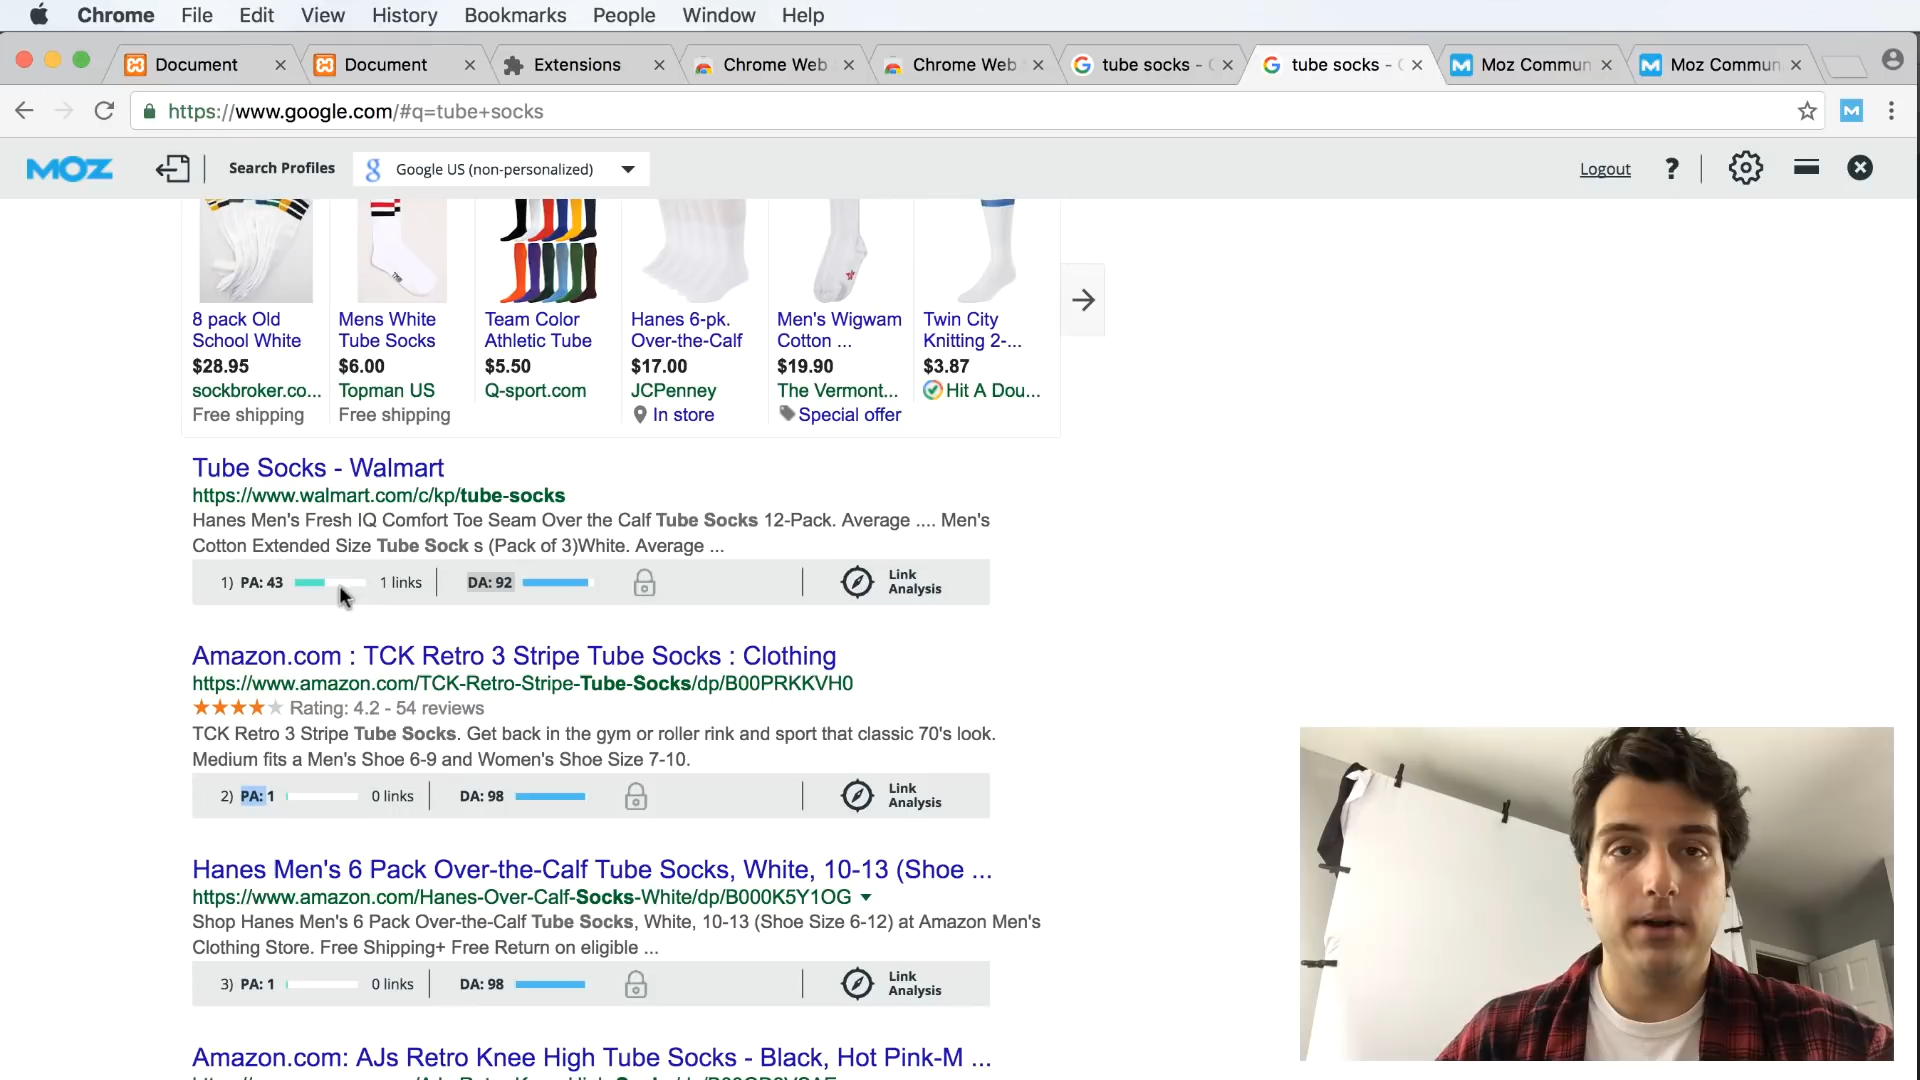 Chrome File Edit View History Bookmarks People Window Help
Document Document Extensions Chrome Web Chrome Web tube socks - tube socks - Moz Commun Moz Commun
https://www.google.com/#q=tube+socks
MOZ Search Profiles Google US (non-personalized) Logout ?
8 pack Old
School White
$28.95
sockbroker.co...
Free shipping
Mens White
Tube Socks
$6.00
Topman US
Free shipping
Team Color
Athletic Tube
$5.50
Q-sport.com
Hanes 6-pk.
Over-the-Calf
$17.00
JCPenney
In store
Men's Wigwam
Cotton ...
$19.90
The Vermont...
Special offer
Twin City
Knitting 2-...
$3.87
Hit A Dou...
Tube Socks - Walmart
https://www.walmart.com/c/kp/tube-socks
Hanes Men's Fresh IQ Comfort Toe Seam Over the Calf Tube Socks 12-Pack. Average .... Men's
Cotton Extended Size Tube Sock s (Pack of 3)White. Average ...
1) PA: 43 1 links DA: 92 Link Analysis
Amazon.com : TCK Retro 3 Stripe Tube Socks : Clothing
https://www.amazon.com/TCK-Retro-Stripe-Tube-Socks/dp/B00PRKKVH0
Rating: 4.2 - 54 reviews
TCK Retro 3 Stripe Tube Socks. Get back in the gym or roller rink and sport that classic 70's look.
Medium fits a Men's Shoe 6-9 and Women's Shoe Size 7-10.
2) PA: 1 0 links DA: 98 Link Analysis
Hanes Men's 6 Pack Over-the-Calf Tube Socks, White, 10-13 (Shoe ...
https://www.amazon.com/Hanes-Over-Calf-Socks-White/dp/B000K5Y1OG
Shop Hanes Men's 6 Pack Over-the-Calf Tube Socks, White, 10-13 (Shoe Size 6-12) at Amazon Men's
Clothing Store. Free Shipping+ Free Return on eligible ...
3) PA: 1 0 links DA: 98 Link Analysis
Amazon.com: AJs Retro Knee High Tube Socks - Black, Hot Pink-M ...